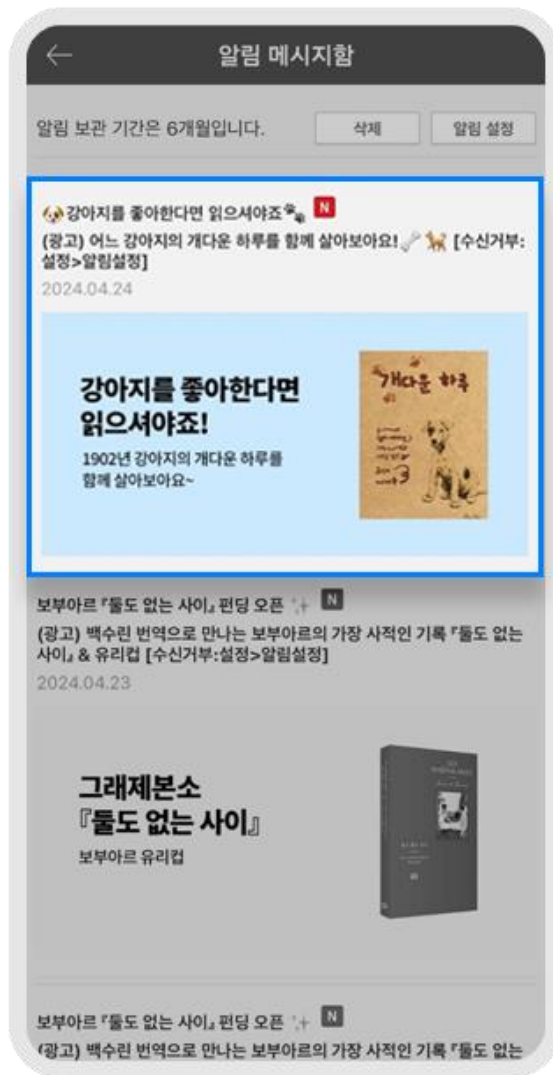 알림 메시지함
알림 보관 기간은 6개월입니다.
삭제
알림 설정
🐶강아지를 좋아한다면 읽으셔야죠🐾 N
(광고) 어느 강아지의 개다운 하루를 함께 살아보아요!🦴🐕 [수신거부:
설정>알림설정]
2024.04.24
강아지를 좋아한다면
읽으셔야죠!
1902년 강아지의 개다운 하루를
함께 살아보아요~
개다운 하루
보부아르 『둘도 없는 사이』 펀딩 오픈 ✨ N
(광고) 백수린 번역으로 만나는 보부아르의 가장 사적인 기록 『둘도 없는
사이』 & 유리컵 [수신거부:설정>알림설정]
2024.04.23
그래제본소
『둘도 없는 사이』
보부아르 유리컵
보부아르 『둘도 없는 사이』 펀딩 오픈 ✨ N
(광고) 백수린 번역으로 만나는 보부아르의 가장 사적인 기록 『둘도 없는